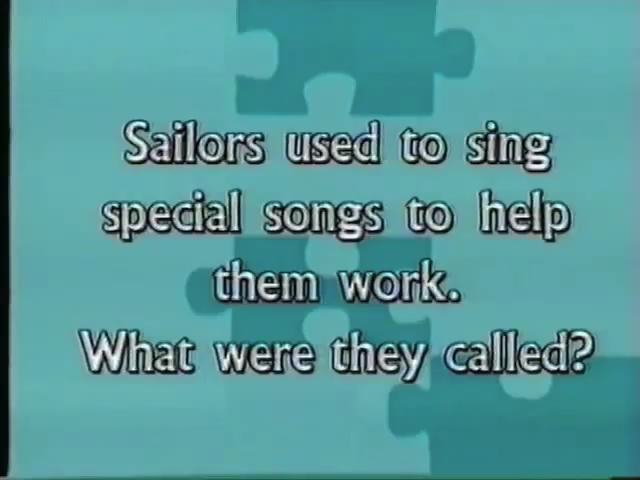 Sailors used to sing
special songs to help
them work.
What were they called?